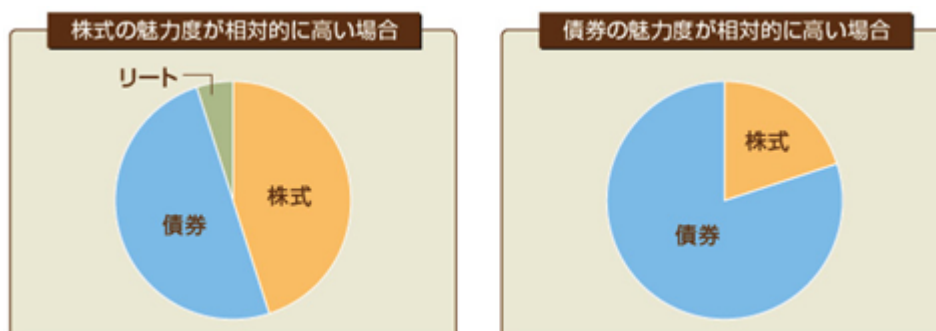 株式の魅力度が相対的に高い場合
リート
株式
債券
債券の魅力度が相対的に高い場合
株式
債券